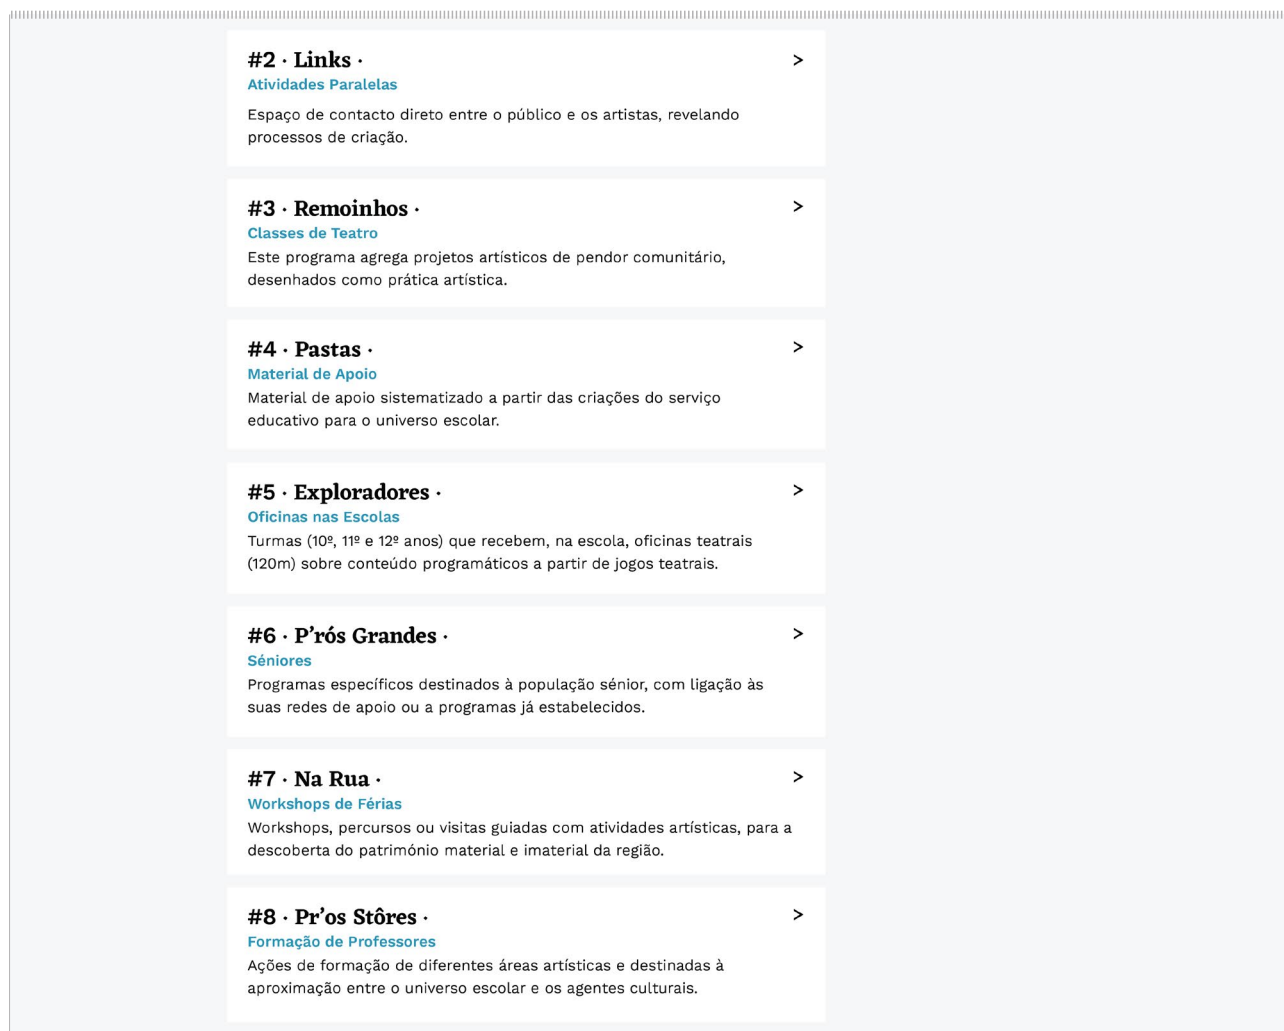 #2 · Links ·
>
Atividades Paralelas
Espaço de contacto direto entre o público e os artistas, revelando
processos de criação.
#3 · Remoinhos ·
>
Classes de Teatro
Este programa agrega projetos artísticos de pendor comunitário,
desenhados como prática artística.
#4 · Pastas ·
>
Material de Apoio
Material de apoio sistematizado a partir das criações do serviço
educativo para o universo escolar.
#5 · Exploradores ·
>
Oficinas nas Escolas
Turmas (10º, 11º e 12º anos) que recebem, na escola, oficinas teatrais
(120m) sobre conteúdo programáticos a partir de jogos teatrais.
#6 · P’rós Grandes ·
>
Séniores
Programas específicos destinados à população sénior, com ligação às
suas redes de apoio ou a programas já estabelecidos.
#7 · Na Rua ·
>
Workshops de Férias
Workshops, percursos ou visitas guiadas com atividades artísticas, para a
descoberta do património material e imaterial da região.
#8 · Pr’os Stôres ·
>
Formação de Professores
Ações de formação de diferentes áreas artísticas e destinadas à
aproximação entre o universo escolar e os agentes culturais.